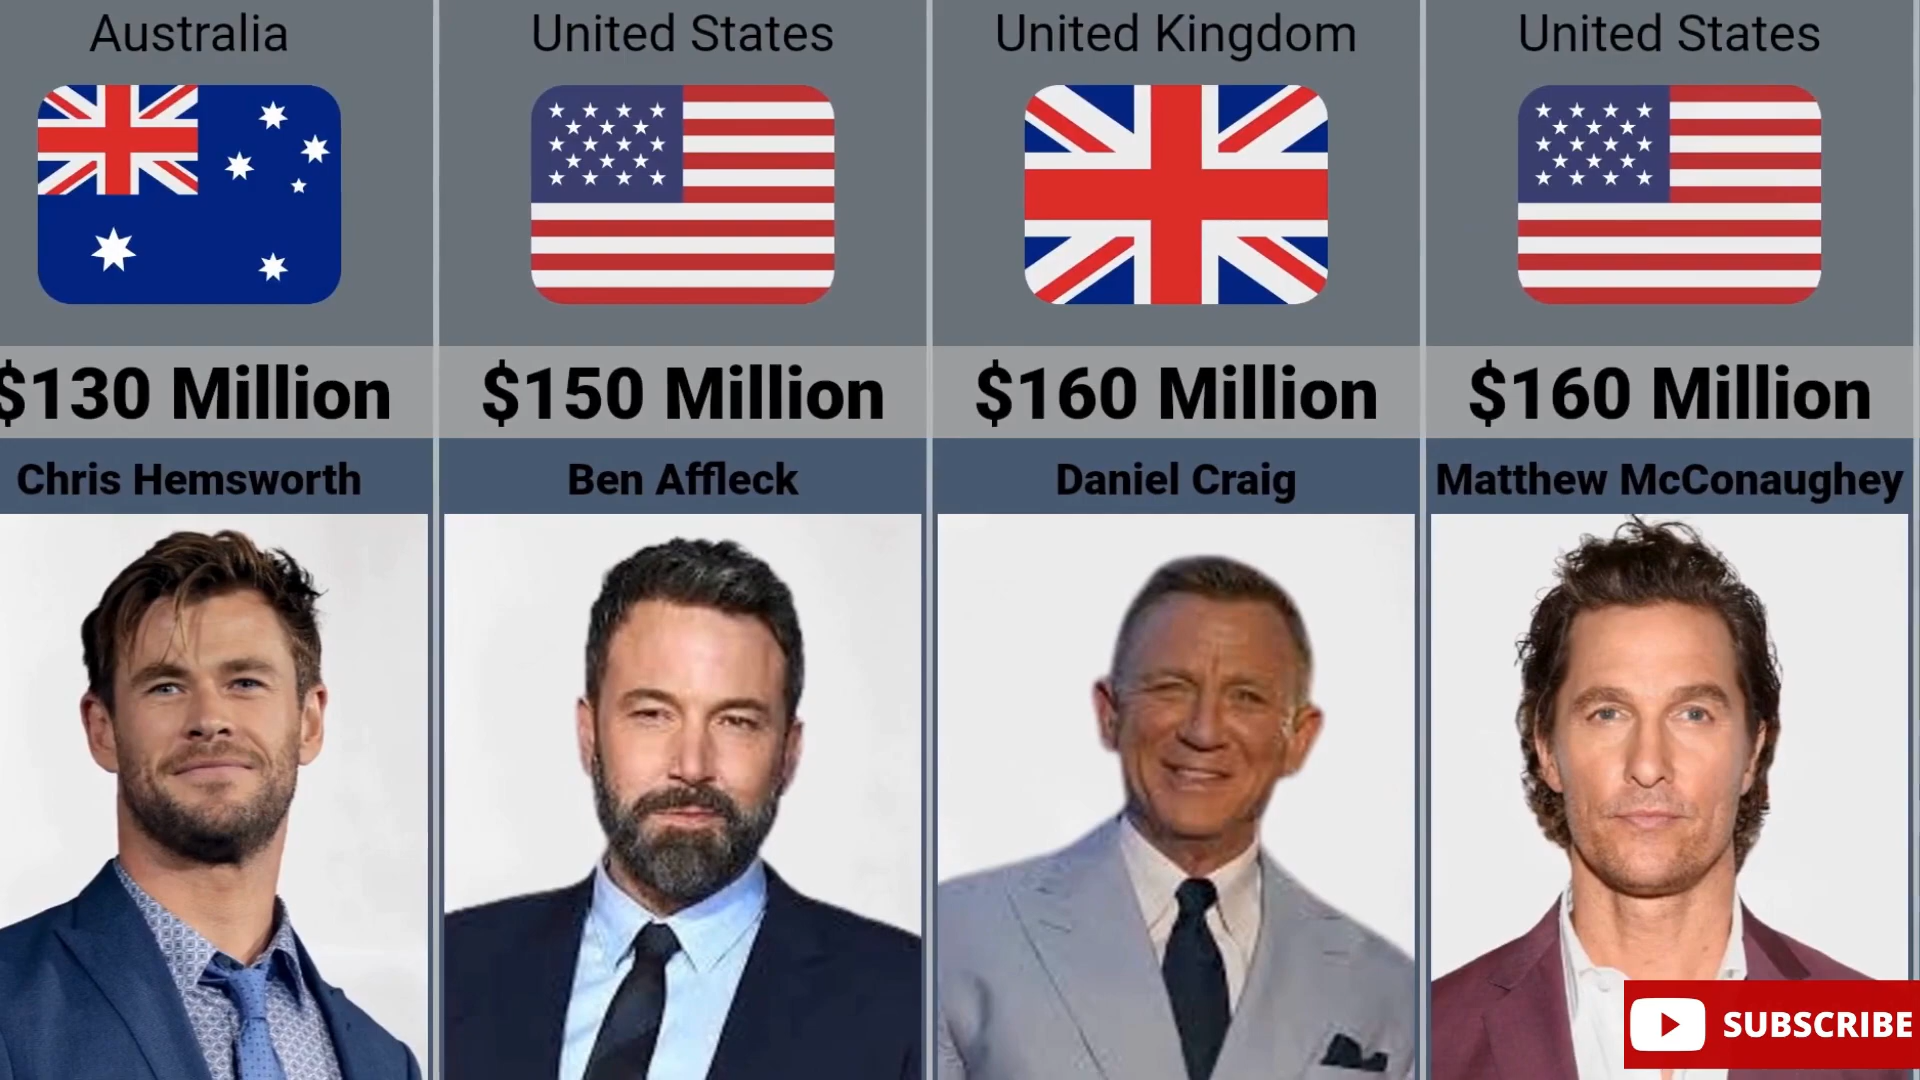 Australia
United States
United Kingdom
United States
$130 Million
$150 Million
$160 Million
$160 Million
Chris Hemsworth
Ben Affleck
Daniel Craig
Matthew McConaughey
SUBSCRIBE